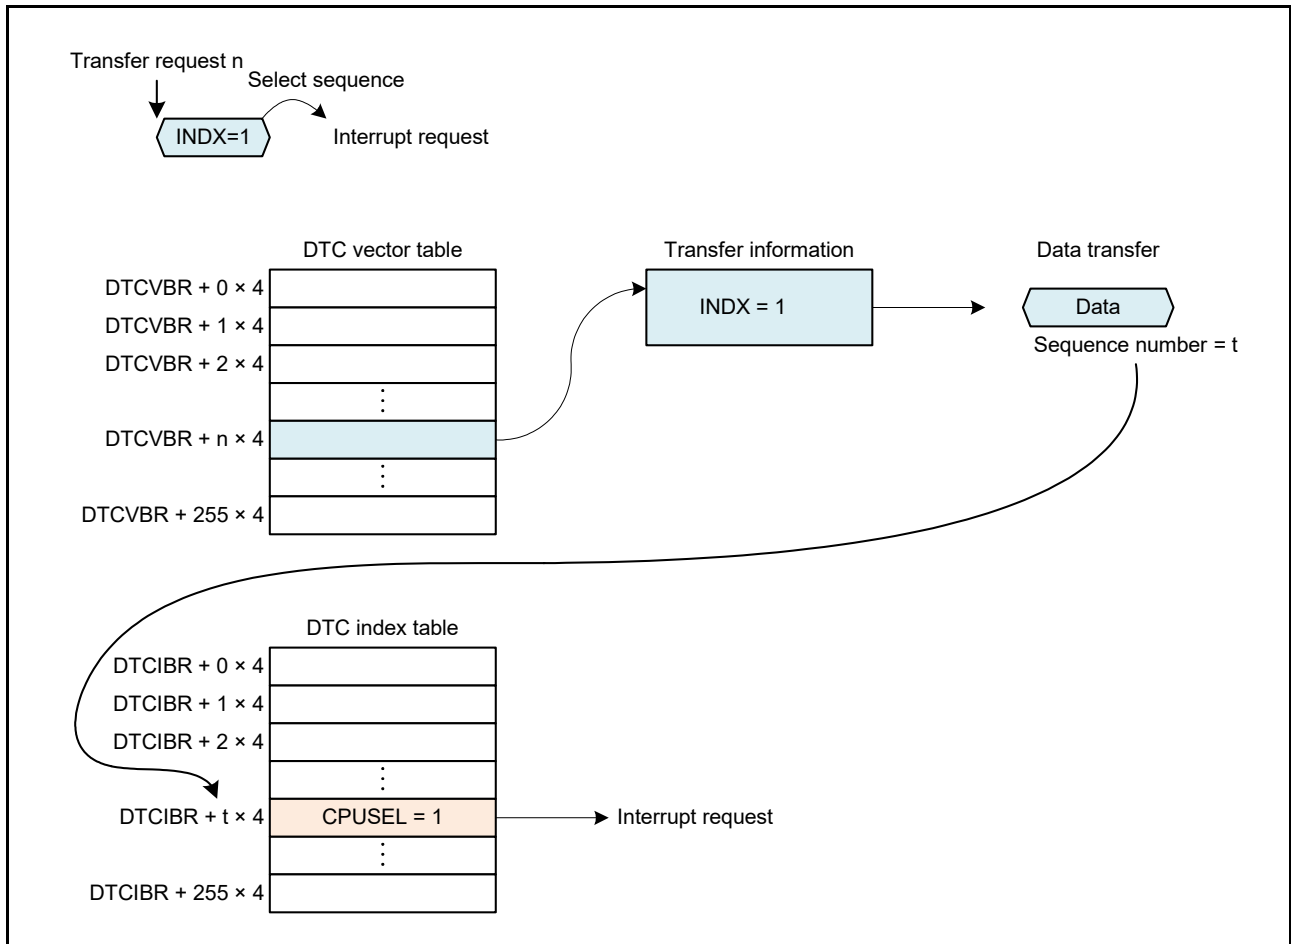 Transfer request n
Select sequence
INDX=1
Interrupt request
DTC vector table
Transfer information
Data transfer
DTCVBR + 0 × 4
DTCVBR + 1 × 4
DTCVBR + 2 × 4
⋮
DTCVBR + n × 4
⋮
DTCVBR + 255 × 4
INDX = 1
Data
Sequence number = t
DTC index table
DTCIBR + 0 × 4
DTCIBR + 1 × 4
DTCIBR + 2 × 4
⋮
DTCIBR + t × 4
CPUSEL = 1
Interrupt request
⋮
DTCIBR + 255 × 4